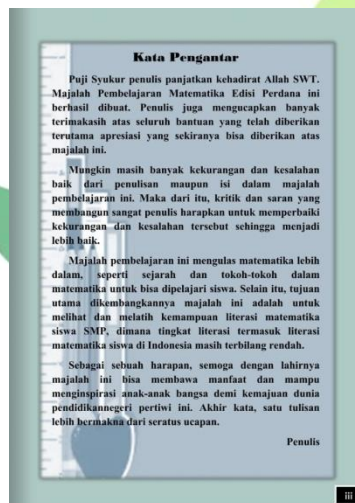 Kata Pengantar
Puji Syukur penulis panjatkan kehadirat Allah SWT.
Majalah Pembelajaran Matematika Edisi Perdana ini
berhasil dibuat. Penulis juga mengucapkan banyak
terimakasih atas seluruh bantuan yang telah diberikan
terutama apresiasi yang sekiranya bisa diberikan atas
majalah ini.
Mungkin masih banyak kekurangan dan kesalahan
baik dari penulisan maupun isi dalam majalah
pembelajaran ini. Maka dari itu, kritik dan saran yang
membangun sangat penulis harapkan untuk memperbaiki
kekurangan dan kesalahan tersebut sehingga menjadi
lebih baik.
Majalah pembelajaran ini mengulas matematika lebih
dalam, seperti sejarah dan tokoh-tokoh dalam
matematika untuk bisa dipelajari siswa. Selain itu, tujuan
utama dikembangkannya majalah ini adalah untuk
melihat dan melatih kemampuan literasi matematika
siswa SMP, dimana tingkat literasi termasuk literasi
matematika siswa di Indonesia masih terbilang rendah.
Sebagai sebuah harapan, semoga dengan lahirnya
majalah ini bisa membawa manfaat dan mampu
menginspirasi anak-anak bangsa demi kemajuan dunia
pendidikannegeri pertiwi ini. Akhir kata, satu tulisan
lebih bermakna dari seratus ucapan.
Penulis
iii